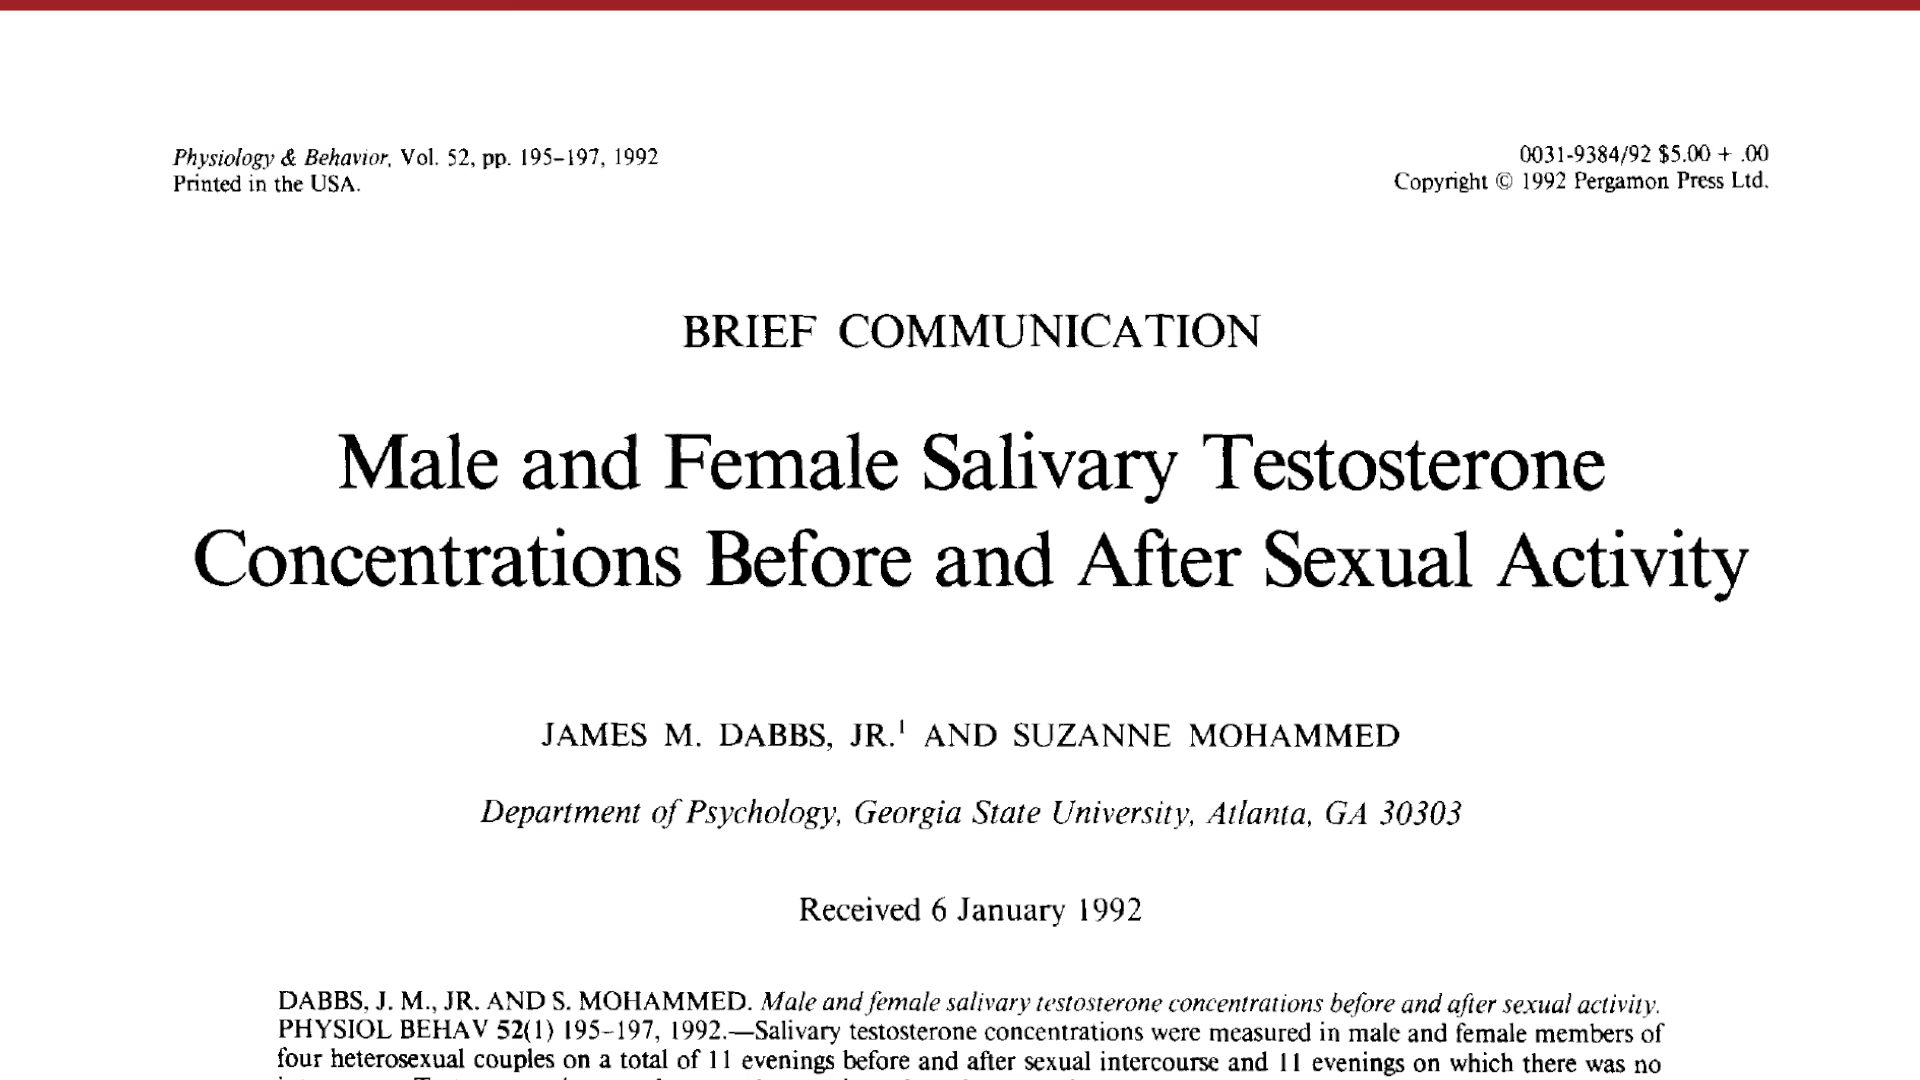 Physiology & Behavior, Vol. 52, pp. 195–197, 1992
Printed in the USA.
0031-9384/92 $5.00 + .00
Copyright © 1992 Pergamon Press Ltd.
BRIEF COMMUNICATION
Male and Female Salivary Testosterone
Concentrations Before and After Sexual Activity
JAMES M. DABBS, JR.¹ AND SUZANNE MOHAMMED
Department of Psychology, Georgia State University, Atlanta, GA 30303
Received 6 January 1992
DABBS, J. M., JR. AND S. MOHAMMED. Male and female salivary testosterone concentrations before and after sexual activity.
PHYSIOL BEHAV 52(1) 195–197, 1992.—Salivary testosterone concentrations were measured in male and female members of
four heterosexual couples on a total of 11 evenings before and after sexual intercourse and 11 evenings on which there was no